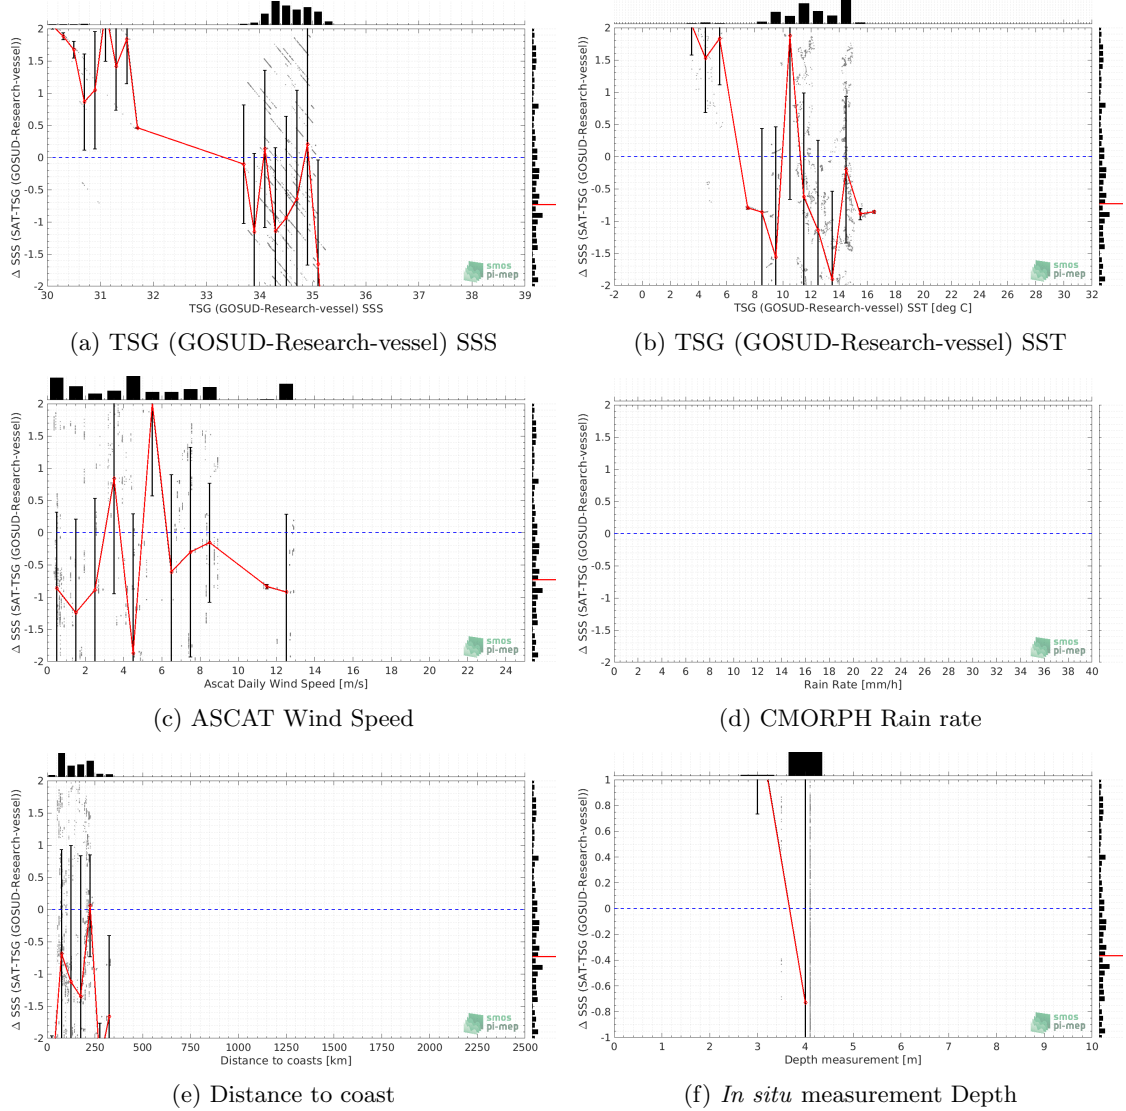 Δ SSS (SAT-TSG (GOSUD-Research-vessel))
2
1.5
1
0.5
0
-0.5
-1
-1.5
-2
30 31 32 33 34 35 36 37 38 39
TSG (GOSUD-Research-vessel) SSS
smos
pi-mep
(a) TSG (GOSUD-Research-vessel) SSS
Δ SSS (SAT-TSG (GOSUD-Research-vessel))
2
1.5
1
0.5
0
-0.5
-1
-1.5
-2
-2 0 2 4 6 8 10 12 14 16 18 20 22 24 26 28 30 32
TSG (GOSUD-Research-vessel) SST [deg C]
smos
pi-mep
(b) TSG (GOSUD-Research-vessel) SST
Δ SSS (SAT-TSG (GOSUD-Research-vessel))
2
1.5
1
0.5
0
-0.5
-1
-1.5
-2
0 2 4 6 8 10 12 14 16 18 20 22 24
Ascat Daily Wind Speed [m/s]
smos
pi-mep
(c) ASCAT Wind Speed
Δ SSS (SAT-TSG (GOSUD-Research-vessel))
2
1.5
1
0.5
0
-0.5
-1
-1.5
-2
0 2 4 6 8 10 12 14 16 18 20 22 24 26 28 30 32 34 36 38 40
Rain Rate [mm/h]
smos
pi-mep
(d) CMORPH Rain rate
Δ SSS (SAT-TSG (GOSUD-Research-vessel))
2
1.5
1
0.5
0
-0.5
-1
-1.5
-2
0 250 500 750 1000 1250 1500 1750 2000 2250 2500
Distance to coasts [km]
smos
pi-mep
(e) Distance to coast
Δ SSS (SAT-TSG (GOSUD-Research-vessel))
1
0.8
0.6
0.4
0.2
0
-0.2
-0.4
-0.6
-0.8
-1
0 1 2 3 4 5 6 7 8 9 10
Depth measurement [m]
smos
pi-mep
(f) In situ measurement Depth